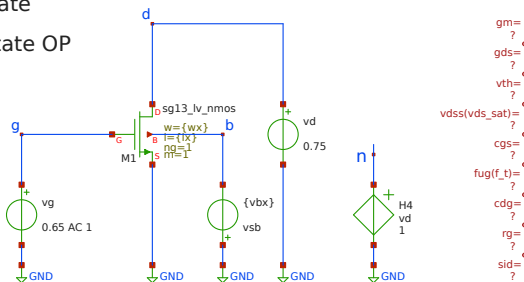 ate
tate OP
d
sg13_lv_nmos
w={wx}
l={lx}
ng=1
m=1
D
G
B
S
M1
g
b
vd
0.75
vg
0.65 AC 1
{vbx}
vsb
n
H4
vd
1
GND
GND
GND
GND
GND
gm=
?
gds=
?
vth=
?
vdss(vds_sat)=
?
cgs=
?
fug(f_t)=
?
cdg=
?
rg=
?
sid=
?